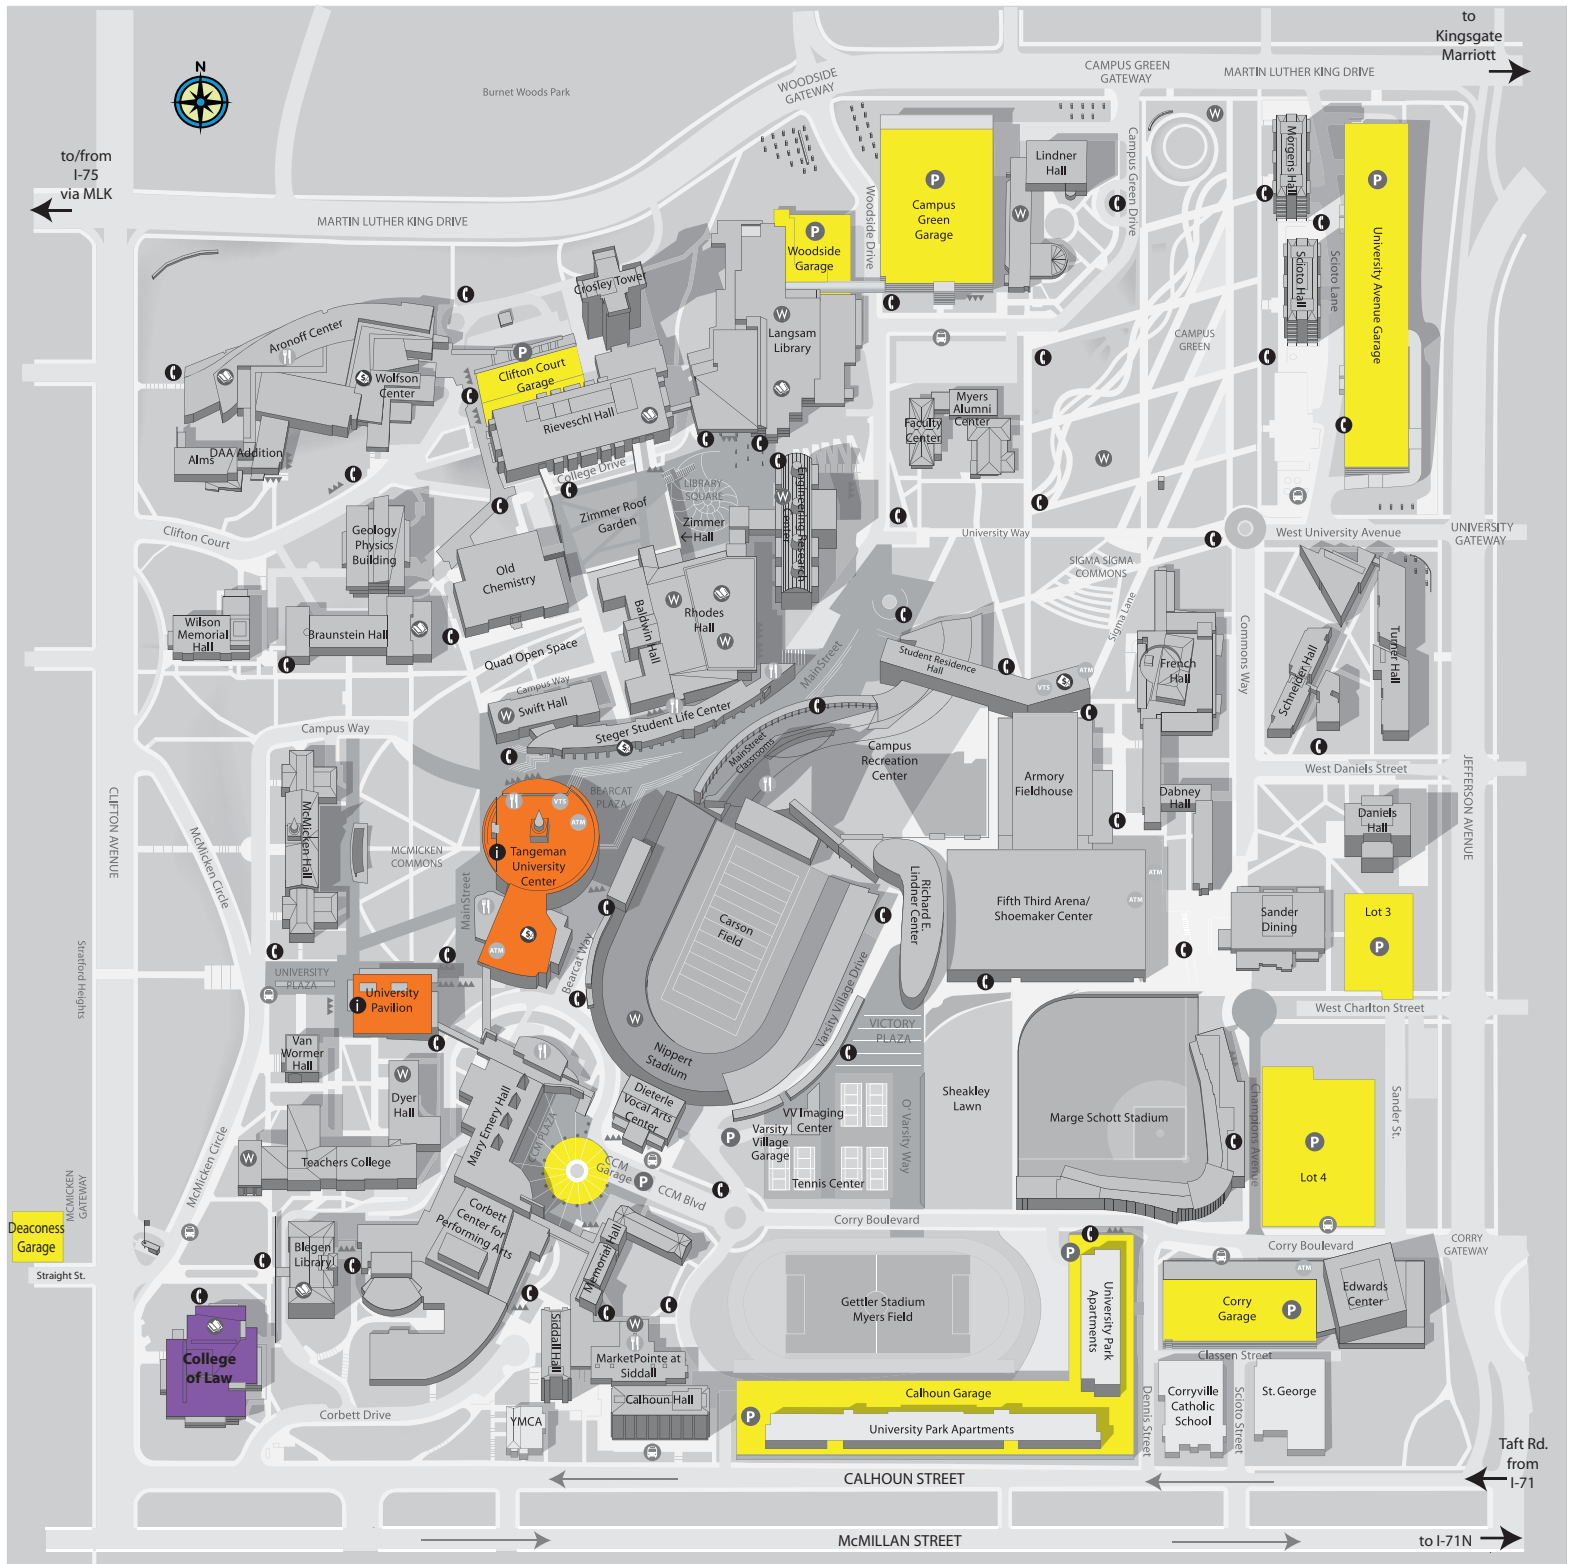 to
Kingsgate
Marriott
N
WOODSIDE
GATEWAY
CAMPUS GREEN
GATEWAY
MARTIN LUTHER KING DRIVE
Burnet Woods Park
to/from
I-75
via MLK
MARTIN LUTHER KING DRIVE
Lindner
Hall
Morgens Hall
P
Campus
Green
Garage
W
Campus Green Drive
Woodside Drive
P
Woodside
Garage
P
University Avenue Garage
Scioto Hall
Scioto Lane
Crosley Tower
W
Langsam
Library
CAMPUS
GREEN
Aronoff Center
Wolfson
Center
P
Clifton Court
Garage
Rieveschl Hall
Myers
Alumni
Center
Faculty
Center
Alms
DAA Addition
College Drive
LIBRARY
SQUARE
W
Engineering Research
Center
W
Zimmer Roof
Garden
Zimmer
Hall
Clifton Court
Geology
Physics
Building
Old
Chemistry
University Way
West University Avenue
UNIVERSITY
GATEWAY
SIGMA SIGMA
COMMONS
Sigma Lane
Baldwin Hall
W
Rhodes
Hall
W
Wilson
Memorial
Hall
Braunstein Hall
Quad Open Space
MainStreet
Student Residence
Hall
VTS
ATM
French
Hall
Commons Way
Schneider Hall
Turner Hall
Campus Way
W
Swift Hall
Steger Student Life Center
Campus Way
MainStreet
Classrooms
Campus
Recreation
Center
Armory
Fieldhouse
West Daniels Street
Dabney
Hall
Daniels
Hall
JEFFERSON AVENUE
CLIFTON AVENUE
McMicken Circle
McMicken Hall
MCMICKEN
COMMONS
BEARCAT
PLAZA
VTS
ATM
i
Tangeman
University
Center
MainStreet
ATM
Bearcat Way
Carson
Field
Richard E.
Lindner Center
Fifth Third Arena/
Shoemaker Center
ATM
ATM
Sander
Dining
Lot 3
P
Stratford Heights
UNIVERSITY
PLAZA
i
University
Pavilion
W
Nippert
Stadium
Varsity Village Drive
VICTORY
PLAZA
West Charlton Street
Van
Wormer
Hall
W
Dyer
Hall
Mary Emery Hall
CCM PLAZA
Dieterle
Vocal Arts
Center
P
Varsity
Village
Garage
VV Imaging
Center
Tennis Center
O'Varsity Way
Sheakley
Lawn
Marge Schott Stadium
Champions Avenue
P
Lot 4
Sander St.
McMicken Circle
W
Teachers College
CCM
Garage
P
CCM Blvd
MCMICKEN
GATEWAY
Deaconess
Garage
Straight St.
Corbett
Center for
Performing Arts
Corry Boulevard
Corry Boulevard
CORRY
GATEWAY
Blegen
Library
Memorial Hall
P
University Park
Apartments
ATM
Corry
Garage
P
Edwards
Center
Gettler Stadium
Myers Field
College
of Law
Siddall Hall
W
MarketPointe at
Siddall
Classen Street
Calhoun Garage
Calhoun Hall
Corbett Drive
YMCA
P
University Park Apartments
Dennis Street
Corryville
Catholic
School
Scioto Street
St. George
CALHOUN STREET
Taft Rd.
from
I-71
McMILLAN STREET
to I-71N